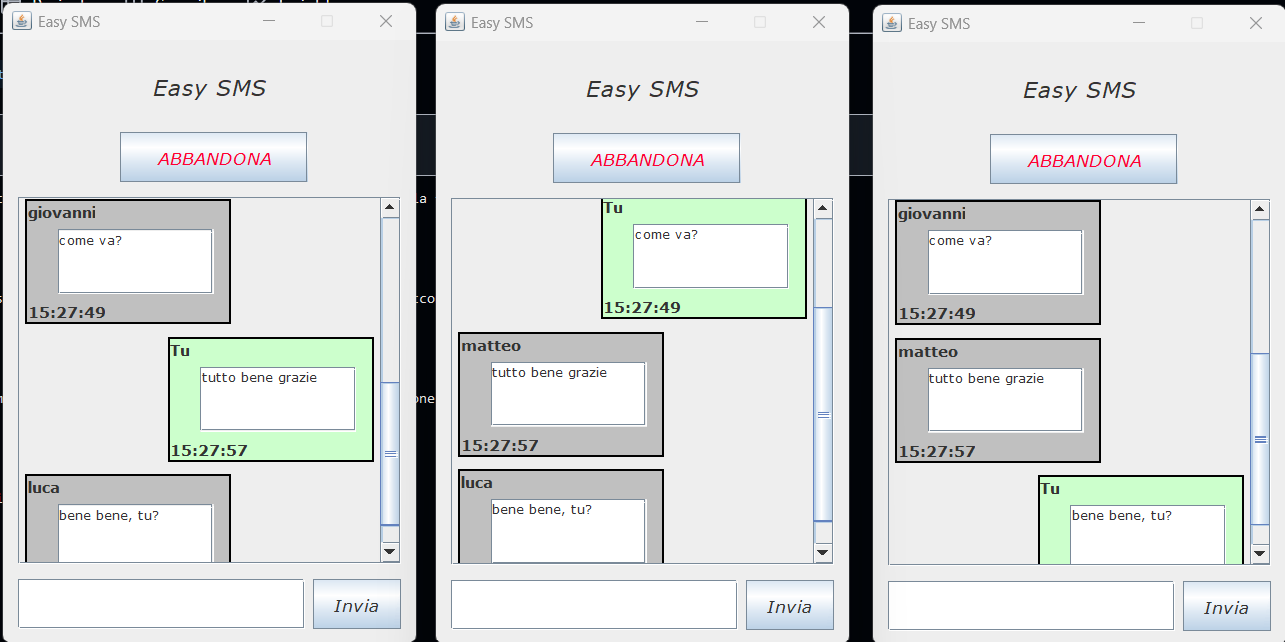 Easy SMS
Easy SMS
ABBANDONA
giovanni
come va?
15:27:49
Tu
tutto bene grazie
15:27:57
luca
bene bene, tu?
Invia
Easy SMS
Easy SMS
ABBANDONA
Tu
come va?
15:27:49
matteo
tutto bene grazie
15:27:57
luca
bene bene, tu?
Invia
Easy SMS
Easy SMS
ABBANDONA
giovanni
come va?
15:27:49
matteo
tutto bene grazie
15:27:57
Tu
bene bene, tu?
Invia